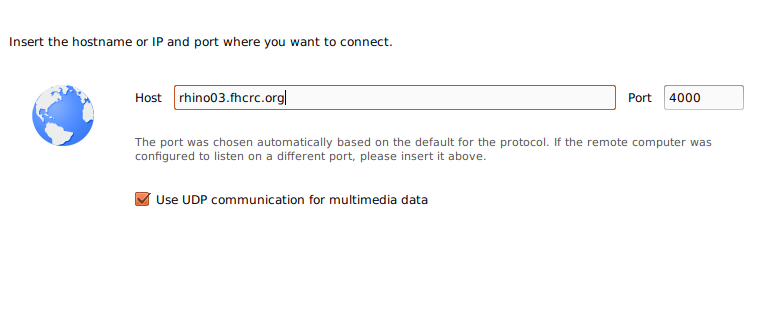 Insert the hostname or IP and port where you want to connect.
Host rhino03.fhcrc.org Port 4000
The port was chosen automatically based on the default for the protocol. If the remote computer was
configured to listen on a different port, please insert it above.
Use UDP communication for multimedia data